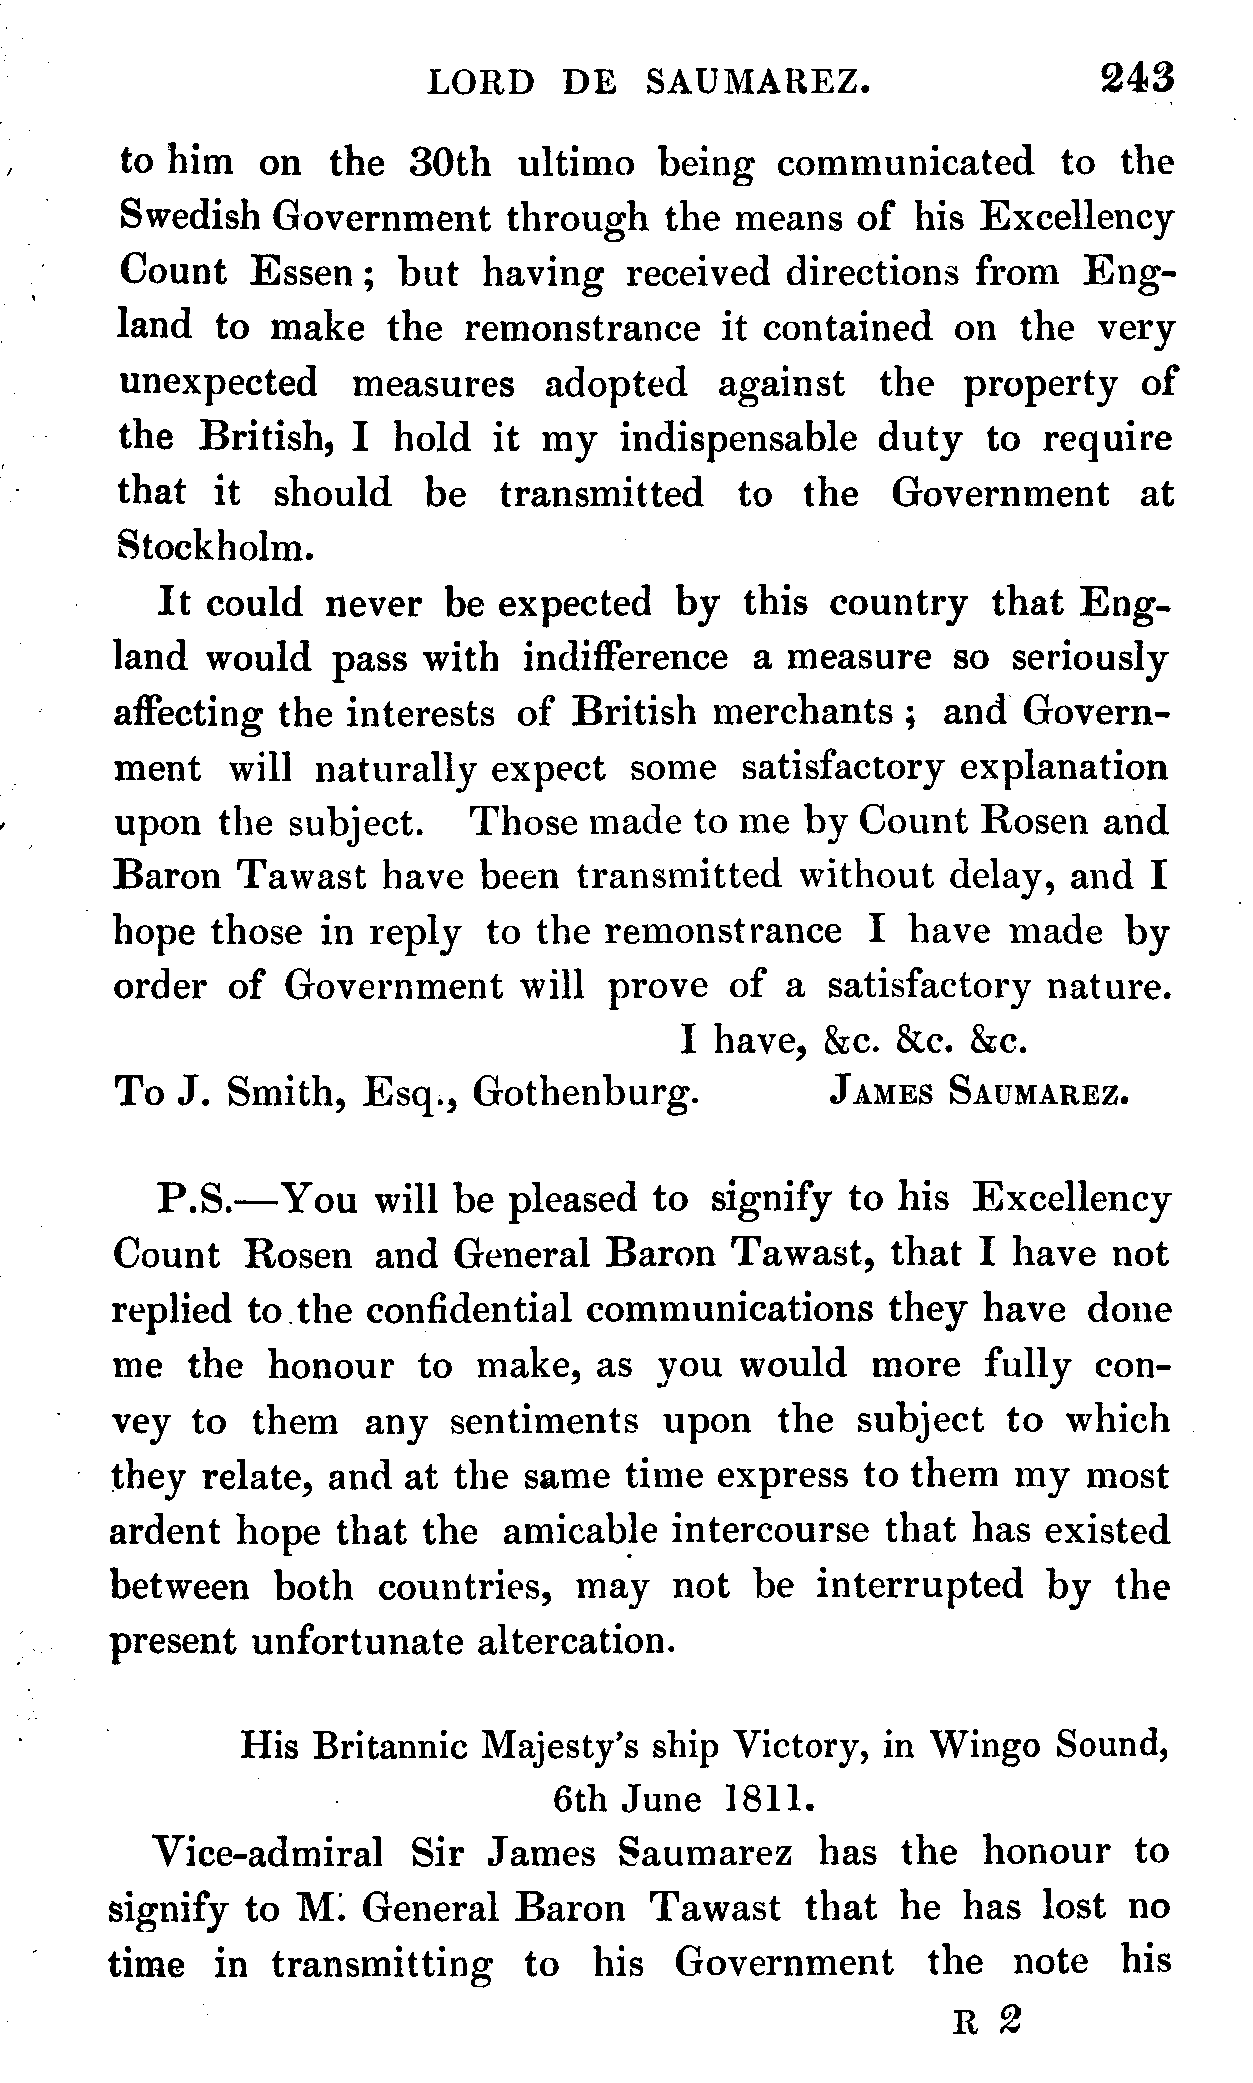 LORD DE SAUMAREZ. 243
to him on the 30th ultimo being communicated to the
Swedish Government through the means of his Excellency
Count Essen ; but having received directions from Eng-
land to make the remonstrance it contained on the very
unexpected measures adopted against the property of
the British, I hold it my indispensable duty to require
that it should be transmitted to the Government at
Stockholm.
It could never be expected by this country that Eng-
land would pass with indifference a measure so seriously
affecting the interests of British merchants ; and Govern-
ment will naturally expect some satisfactory explanation
upon the subject. Those made to me by Count Rosen and
Baron Tawast have been transmitted without delay, and I
hope those in reply to the remonstrance I have made by
order of Government will prove of a satisfactory nature.
I have, &c. &c. &c.
To J. Smith, Esq., Gothenburg. JAMES SAUMAREZ.
P.S.—You will be pleased to signify to his Excellency
Count Rosen and General Baron Tawast, that I have not
replied to the confidential communications they have done
me the honour to make, as you would more fully con-
vey to them any sentiments upon the subject to which
they relate, and at the same time express to them my most
ardent hope that the amicable intercourse that has existed
between both countries, may not be interrupted by the
present unfortunate altercation.
His Britannic Majesty's ship Victory, in Wingo Sound,
6th June 1811.
Vice-admiral Sir James Saumarez has the honour to
signify to M. General Baron Tawast that he has lost no
time in transmitting to his Government the note his
R 2